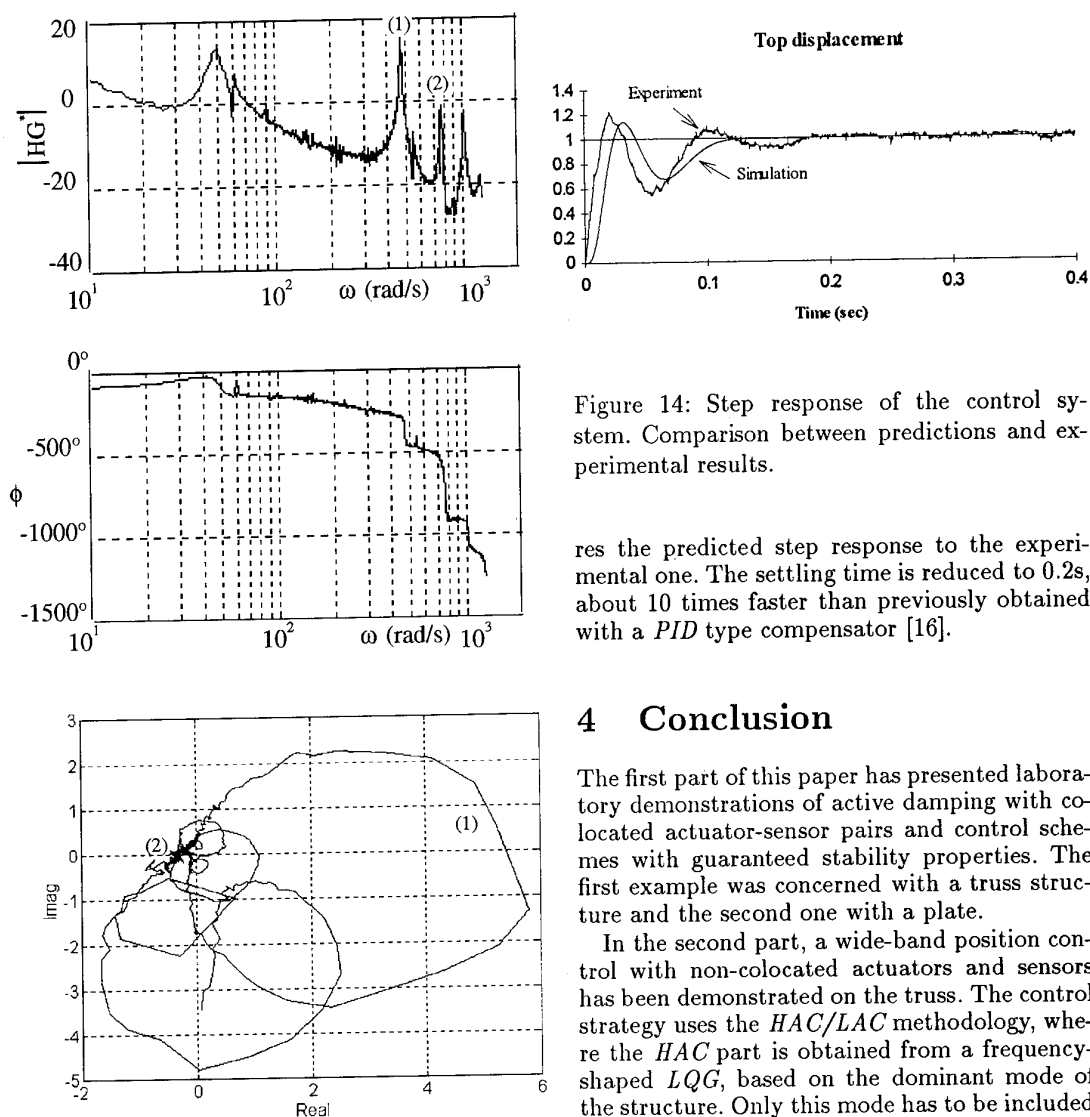 20
0
-20
-40
|HG*|
(1)
(2)
10¹
10²
ω (rad/s)
10³
0°
-500°
-1000°
-1500°
ϕ
10¹
10²
ω (rad/s)
10³
3
2
1
0
-1
-2
-3
-4
-5
Imag
(1)
(2)
-2
0
2
4
6
Real
Top displacement
1.4
1.2
1
0.8
0.6
0.4
0.2
0
Experiment
Simulation
0
0.1
0.2
0.3
0.4
Time (sec)
Figure 14: Step response of the control sy-
stem. Comparison between predictions and ex-
perimental results.
res the predicted step response to the experi-
mental one. The settling time is reduced to 0.2s,
about 10 times faster than previously obtained
with a PID type compensator [16].
4 Conclusion
The first part of this paper has presented labora-
tory demonstrations of active damping with co-
located actuator-sensor pairs and control sche-
mes with guaranteed stability properties. The
first example was concerned with a truss struc-
ture and the second one with a plate.
In the second part, a wide-band position con-
trol with non-colocated actuators and sensors
has been demonstrated on the truss. The control
strategy uses the HAC/LAC methodology, whe-
re the HAC part is obtained from a frequency-
shaped LQG, based on the dominant mode of
the structure. Only this mode has to be included